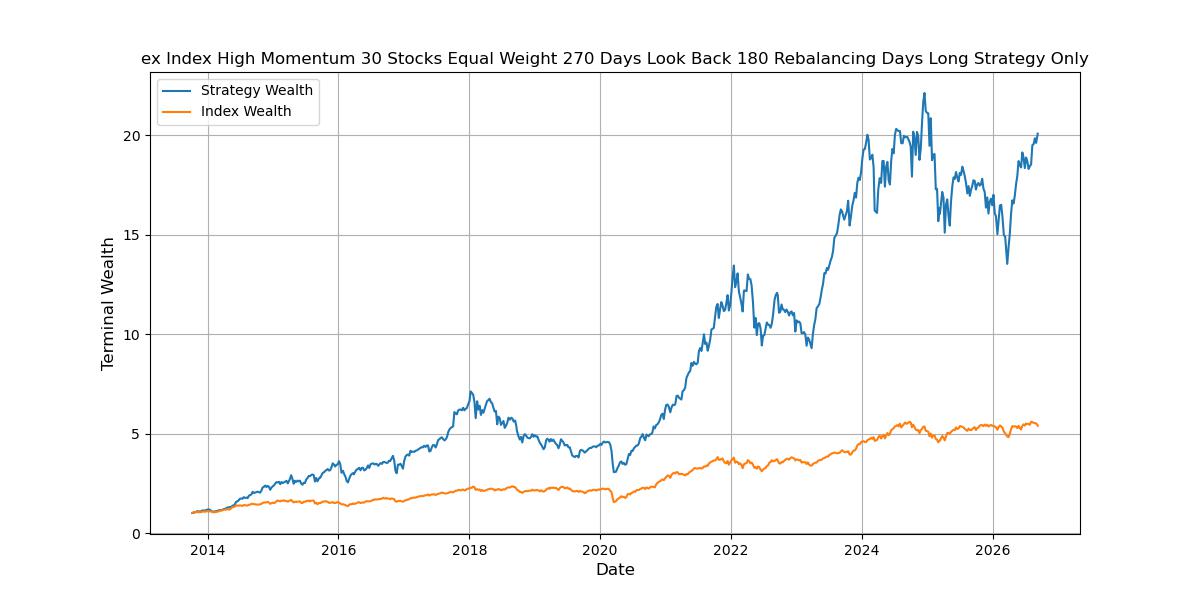 ex Index High Momentum 30 Stocks Equal Weight 270 Days Look Back 180 Rebalancing Days Long Strategy Only
Strategy Wealth
Index Wealth
20
15
10
5
0
Terminal Wealth
2014 2016 2018 2020 2022 2024 2026
Date